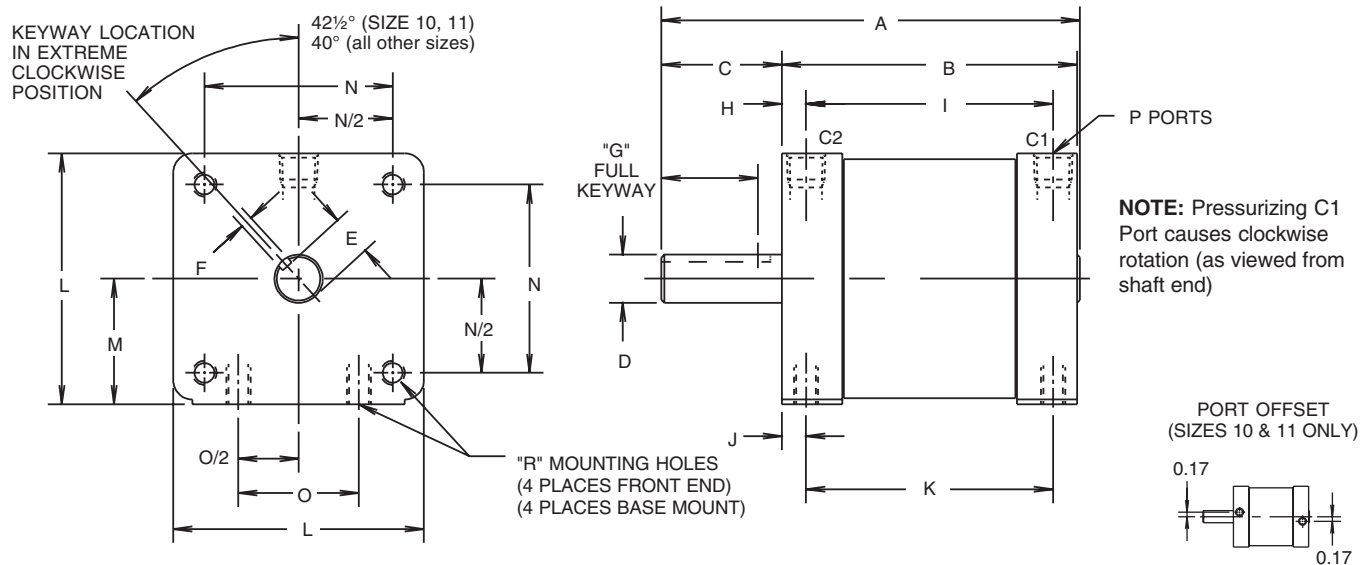 KEYWAY LOCATION
IN EXTREME
CLOCKWISE
POSITION
42½° (SIZE 10, 11)
40° (all other sizes)
N
N/2
L
M
F
E
N
N/2
O/2
O
L
"R" MOUNTING HOLES
(4 PLACES FRONT END)
(4 PLACES BASE MOUNT)
A
C
B
H
I
P PORTS
C2
C1
"G"
FULL
KEYWAY
D
J
K
NOTE: Pressurizing C1
Port causes clockwise
rotation (as viewed from
shaft end)
PORT OFFSET
(SIZES 10 & 11 ONLY)
0.17
0.17